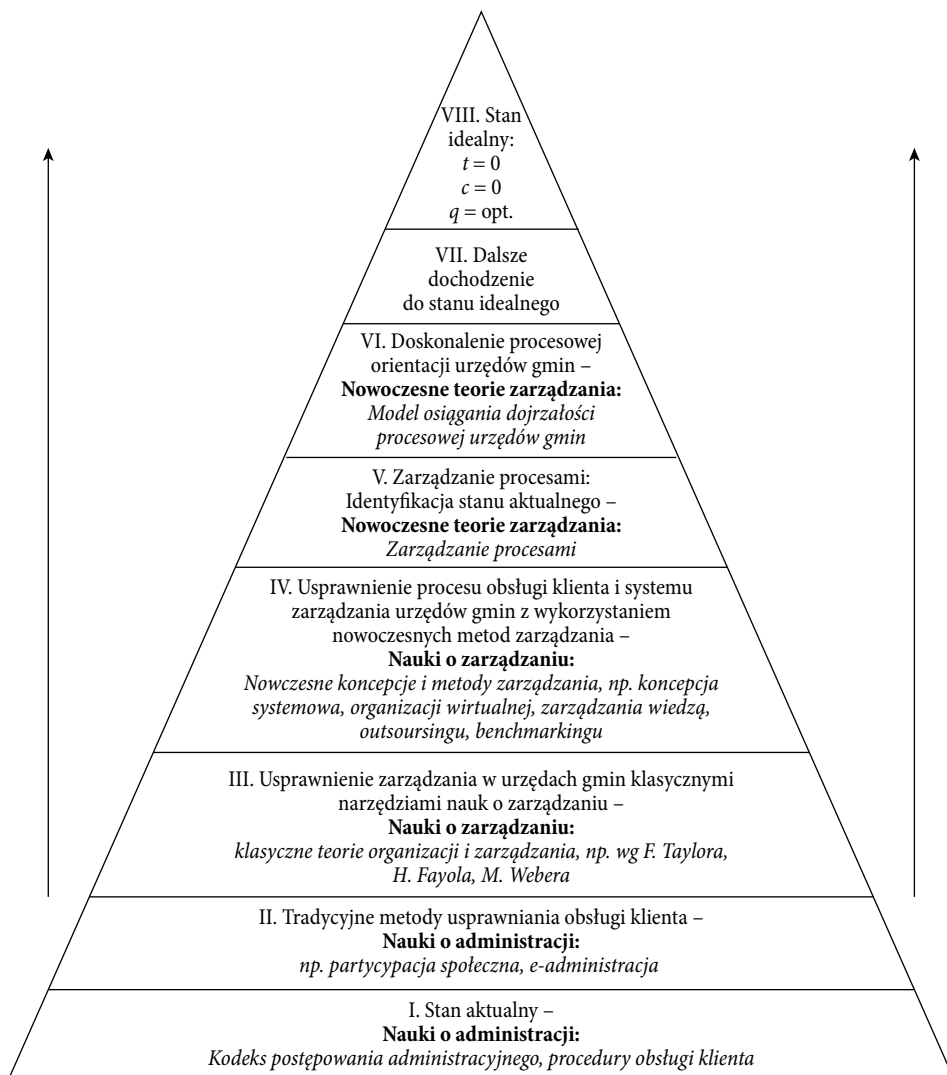 VIII. Stan
idealny:
t = 0
c = 0
q = opt.
VII. Dalsze
dochodzenie
do stanu idealnego
VI. Doskonalenie procesowej
orientacji urzędów gmin –
Nowoczesne teorie zarządzania:
Model osiągania dojrzałości
procesowej urzędów gmin
V. Zarządzanie procesami:
Identyfikacja stanu aktualnego –
Nowoczesne teorie zarządzania:
Zarządzanie procesami
IV. Usprawnienie procesu obsługi klienta i systemu
zarządzania urzędów gmin z wykorzystaniem
nowoczesnych metod zarządzania –
Nauki o zarządzaniu:
Nowczesne koncepcje i metody zarządzania, np. koncepcja
systemowa, organizacji wirtualnej, zarządzania wiedzą,
outsoursingu, benchmarkingu
III. Usprawnienie zarządzania w urzędach gmin klasycznymi
narzędziami nauk o zarządzaniu –
Nauki o zarządzaniu:
klasyczne teorie organizacji i zarządzania, np. wg F. Taylora,
H. Fayola, M. Webera
II. Tradycyjne metody usprawniania obsługi klienta –
Nauki o administracji:
np. partycypacja społeczna, e-administracja
I. Stan aktualny –
Nauki o administracji:
Kodeks postępowania administracyjnego, procedury obsługi klienta